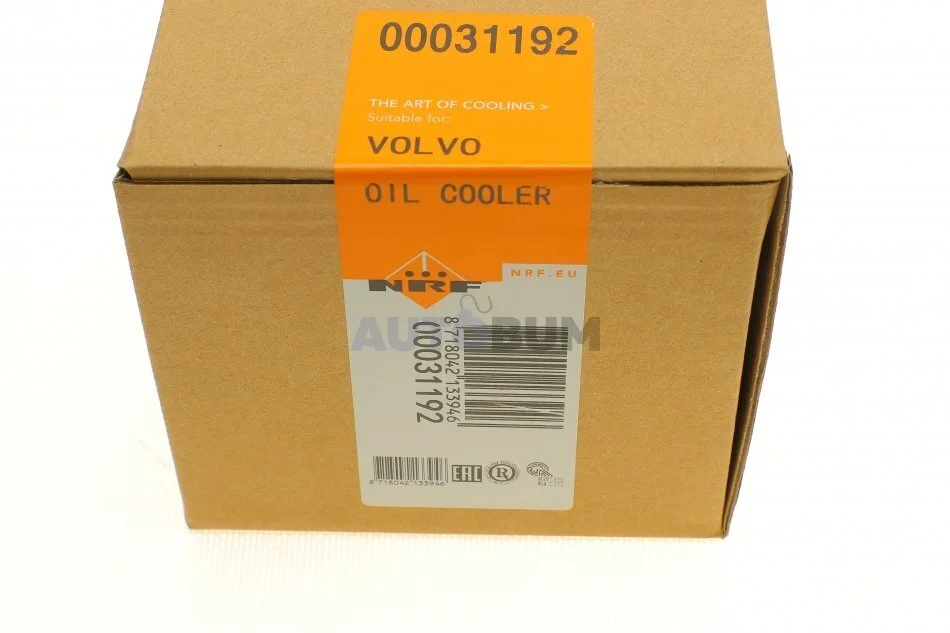 00031192
THE ART OF COOLING >
Suitable for:
VOLVO
OIL COOLER
NRF
NRF.EU
AUTOBUM
8 718042 133946
00031192
8 718042 133946
EAC
R